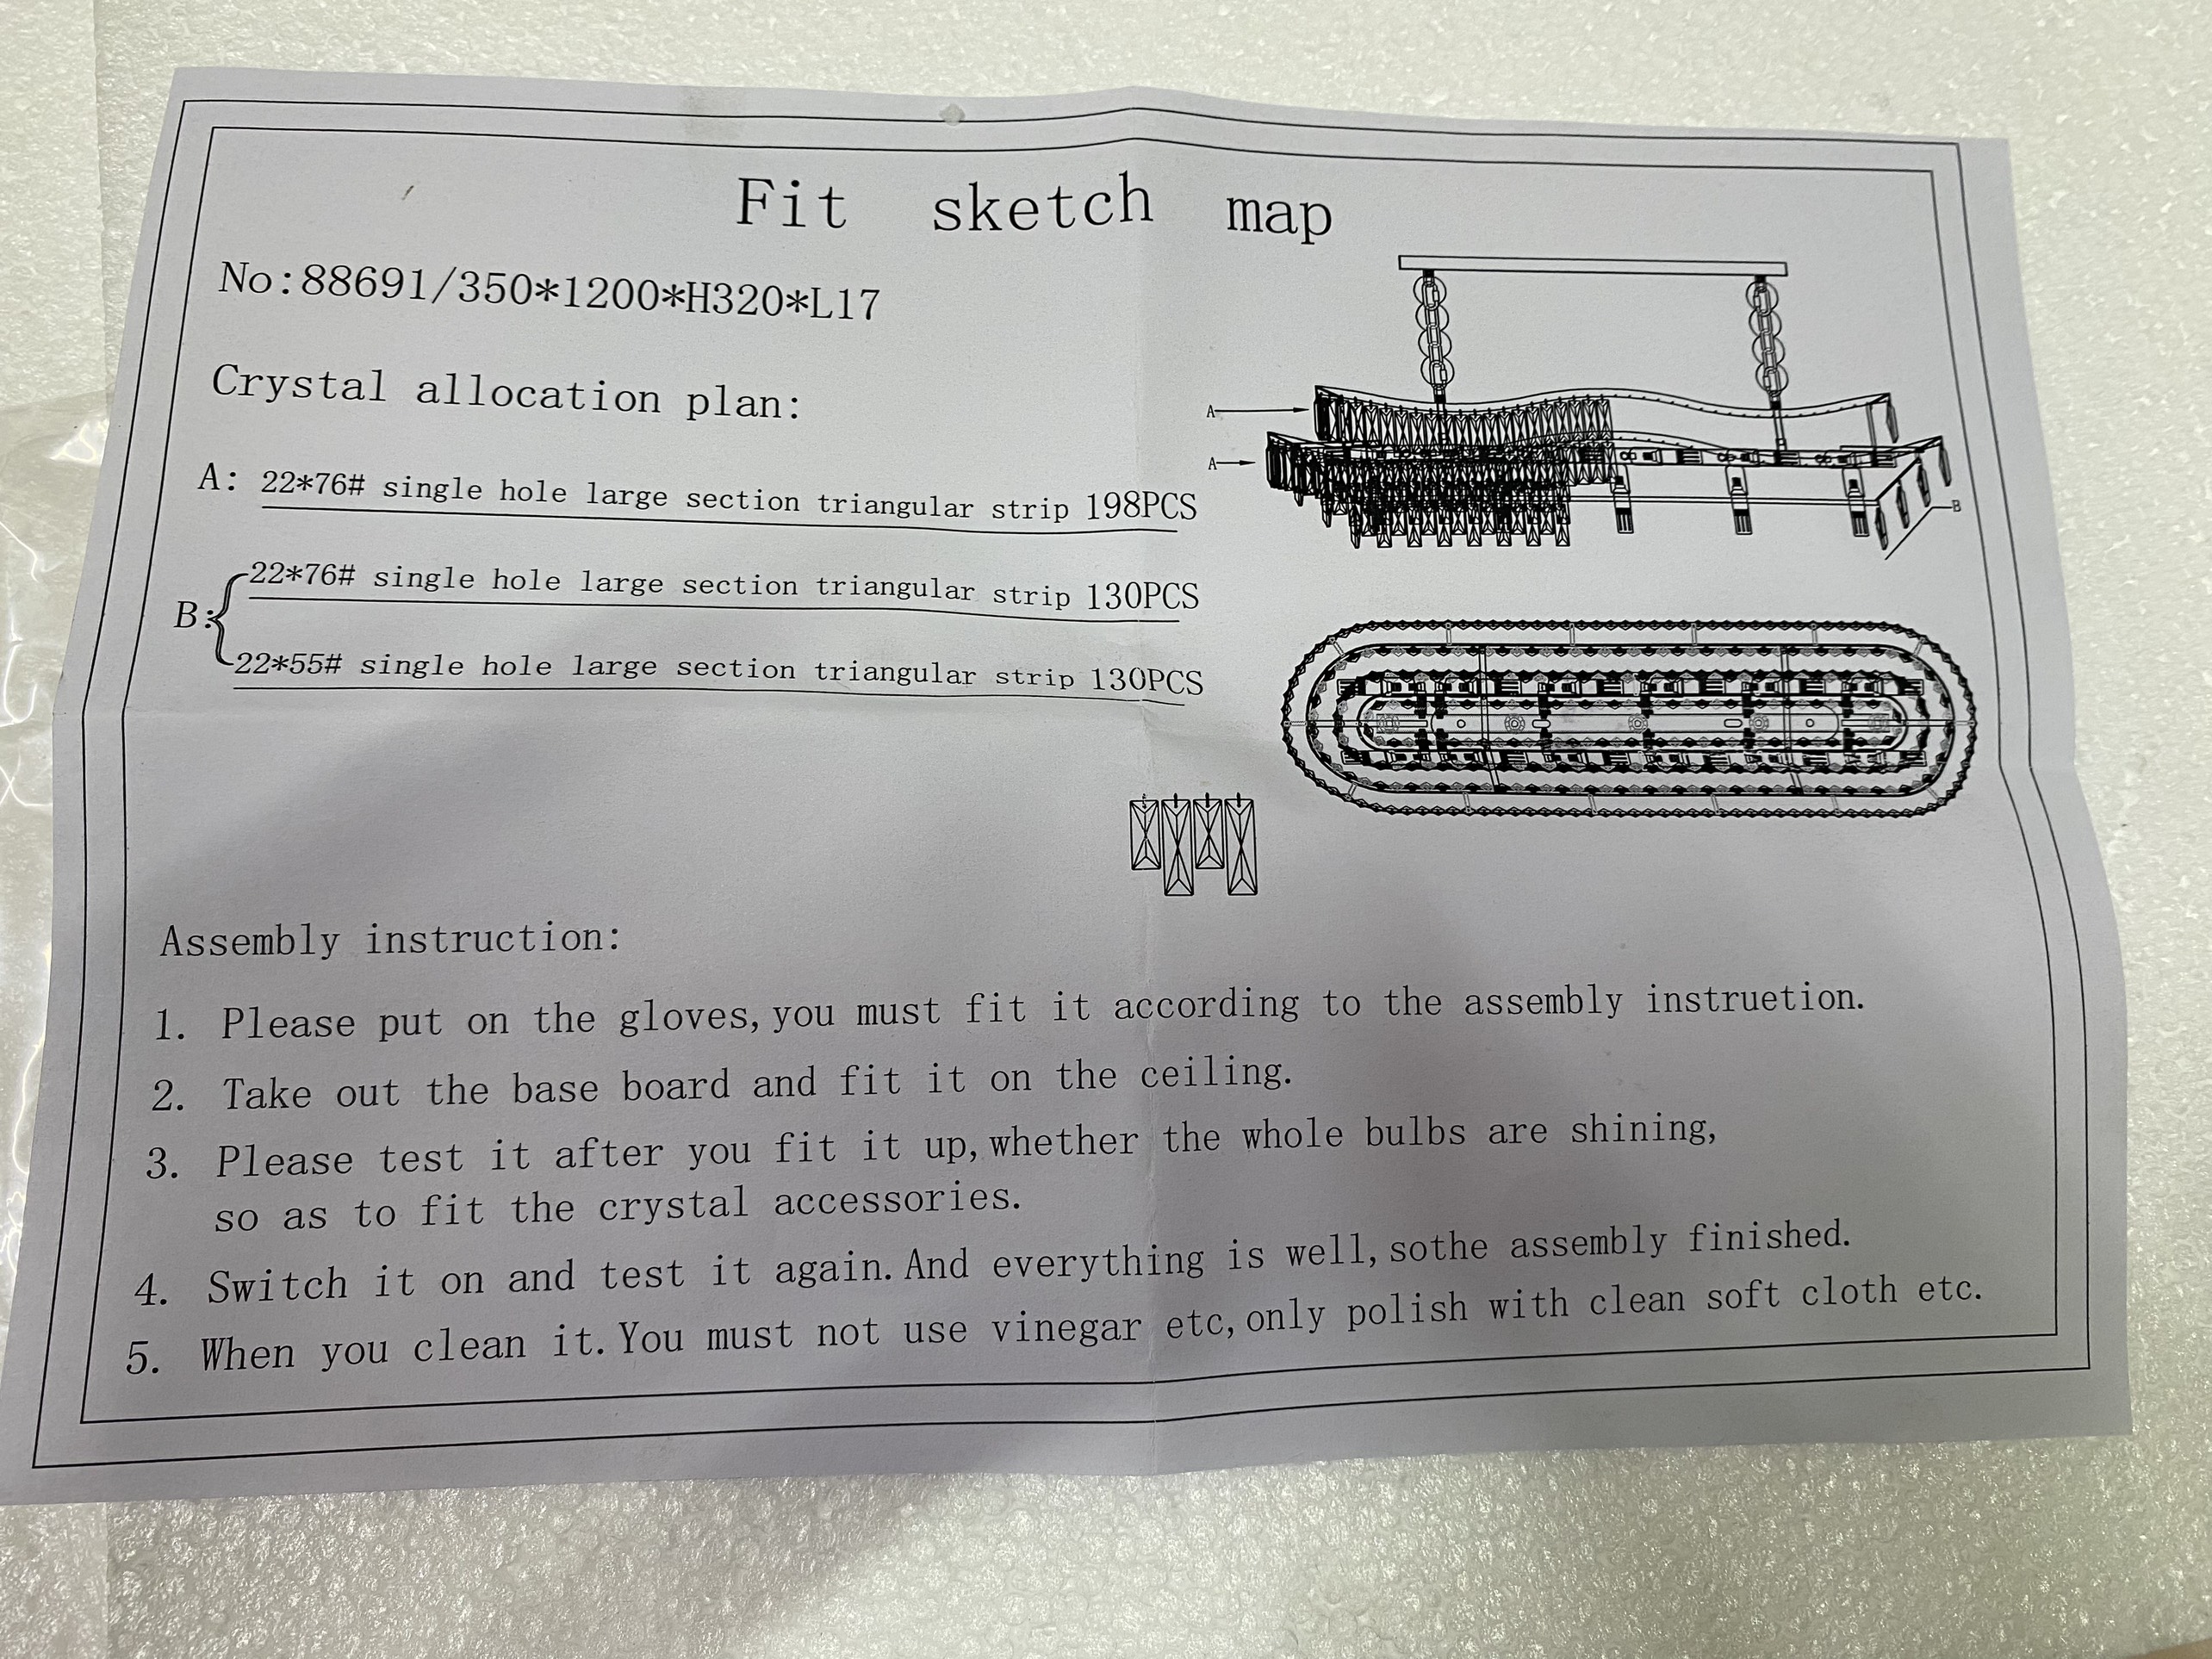 Fit sketch map
No:88691/350*1200*H320*L17
Crystal allocation plan:
A: 22*76# single hole large section triangular strip 198PCS
B: 22*76# single hole large section triangular strip 130PCS
22*55# single hole large section triangular strip 130PCS
A
A
B
Assembly instruction:
1. Please put on the gloves, you must fit it according to the assembly instruetion.
2. Take out the base board and fit it on the ceiling.
3. Please test it after you fit it up, whether the whole bulbs are shining,
so as to fit the crystal accessories.
4. Switch it on and test it again. And everything is well, sothe assembly finished.
5. When you clean it. You must not use vinegar etc, only polish with clean soft cloth etc.